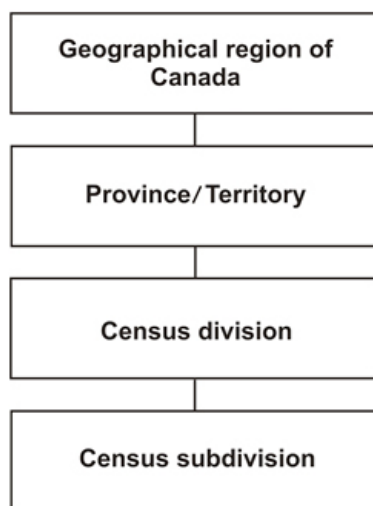 Geographical region of
Canada
Province/Territory
Census division
Census subdivision